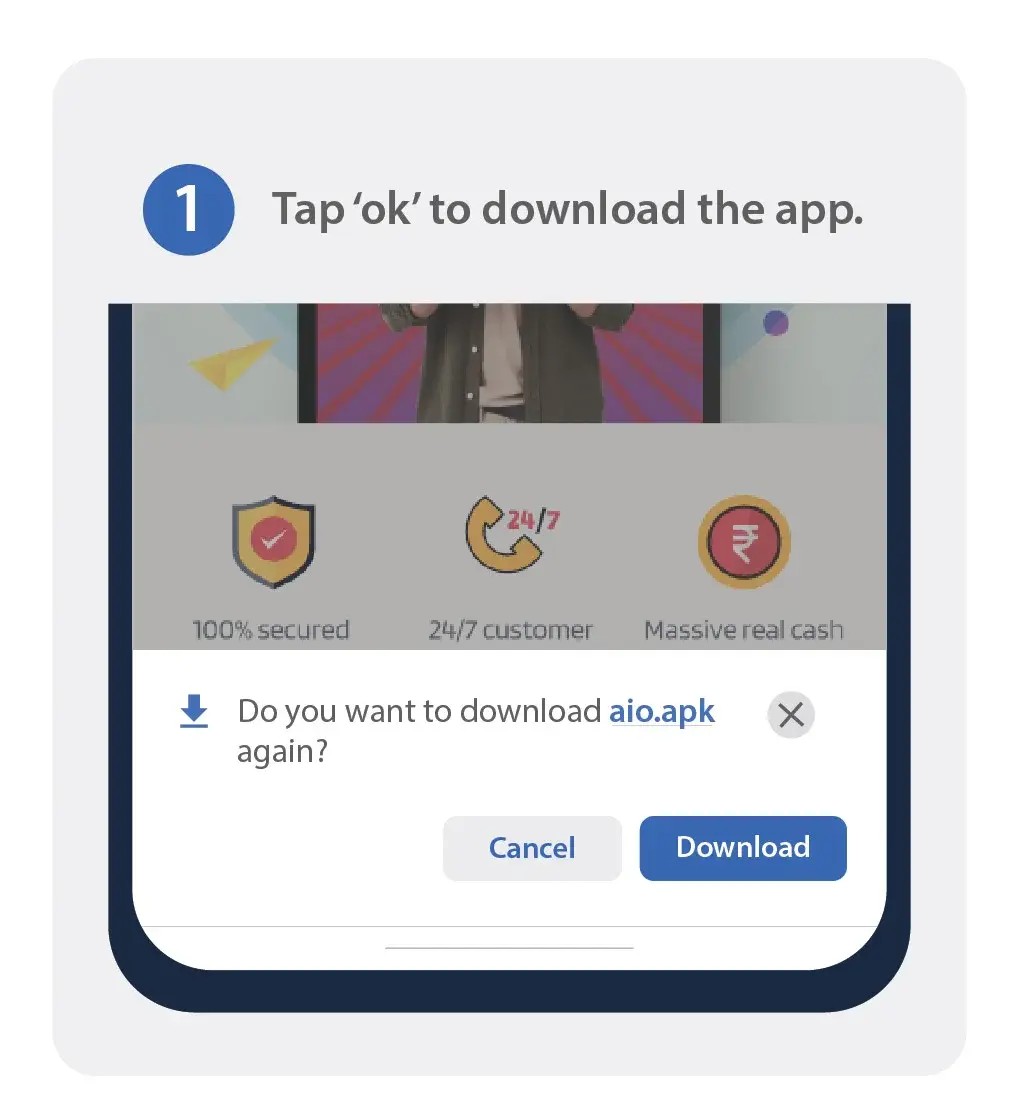 1
Tap ‘ok’ to download the app.
24/7
₹
100% secured
24/7 customer
Massive real cash
Do you want to download aio.apk
again?
Cancel
Download